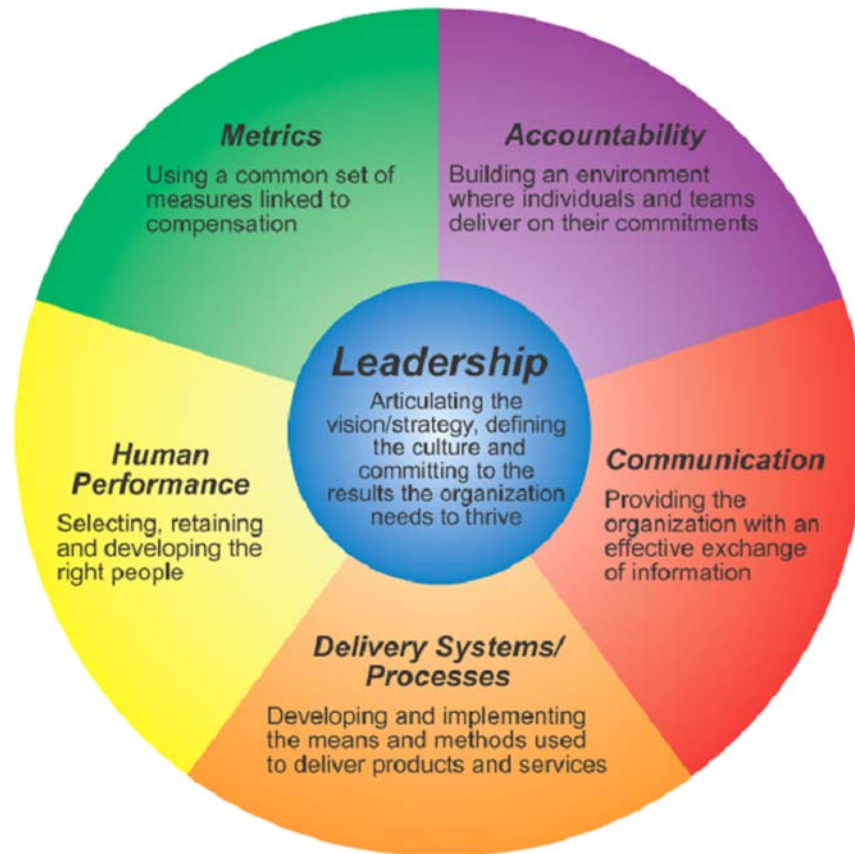 Metrics
Using a common set of
measures linked to
compensation
Accountability
Building an environment
where individuals and teams
deliver on their commitments
Leadership
Articulating the
vision/strategy, defining
the culture and
committing to the
results the organization
needs to thrive
Human
Performance
Selecting, retaining
and developing the
right people
Communication
Providing the
organization with an
effective exchange
of information
Delivery Systems/
Processes
Developing and implementing
the means and methods used
to deliver products and services